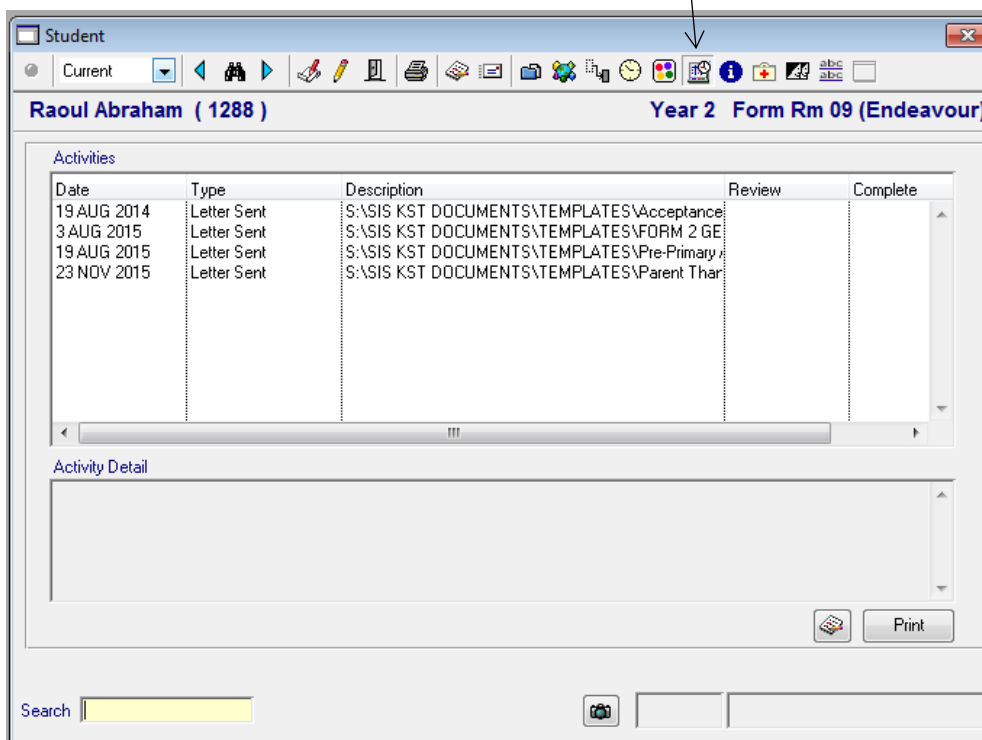 Student
Current
abc
abc
Raoul Abraham ( 1288 ) Year 2 Form Rm 09 (Endeavour)
Activities
Date Type Description Review Complete
19 AUG 2014 Letter Sent S:\SIS KST DOCUMENTS\TEMPLATES\Acceptance
3 AUG 2015 Letter Sent S:\SIS KST DOCUMENTS\TEMPLATES\FORM 2 GE
19 AUG 2015 Letter Sent S:\SIS KST DOCUMENTS\TEMPLATES\Pre-Primary
23 NOV 2015 Letter Sent S:\SIS KST DOCUMENTS\TEMPLATES\Parent Than
Activity Detail
Print
Search